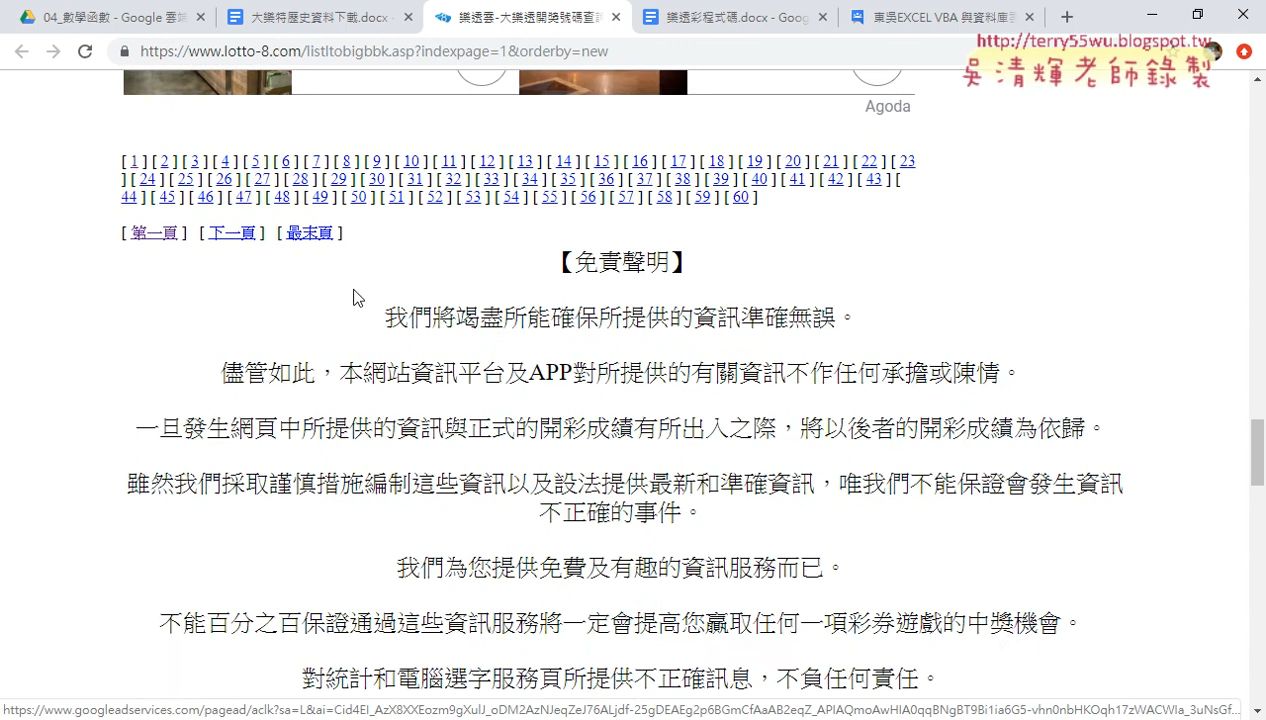 04_數學函數 - Google 雲端
大樂特歷史資料下載.docx -
樂透雲-大樂透開獎號碼查詢
樂透彩程式碼.docx - Goog
東吳EXCEL VBA 與資料庫雲
https://www.lotto-8.com/listltobigbbk.asp?indexpage=1&orderby=new
http://terry55wu.blogspot.tw
吳清輝老師錄製
Agoda
[ 1 ] [ 2 ] [ 3 ] [ 4 ] [ 5 ] [ 6 ] [ 7 ] [ 8 ] [ 9 ] [ 10 ] [ 11 ] [ 12 ] [ 13 ] [ 14 ] [ 15 ] [ 16 ] [ 17 ] [ 18 ] [ 19 ] [ 20 ] [ 21 ] [ 22 ] [ 23
] [ 24 ] [ 25 ] [ 26 ] [ 27 ] [ 28 ] [ 29 ] [ 30 ] [ 31 ] [ 32 ] [ 33 ] [ 34 ] [ 35 ] [ 36 ] [ 37 ] [ 38 ] [ 39 ] [ 40 ] [ 41 ] [ 42 ] [ 43 ] [
44 ] [ 45 ] [ 46 ] [ 47 ] [ 48 ] [ 49 ] [ 50 ] [ 51 ] [ 52 ] [ 53 ] [ 54 ] [ 55 ] [ 56 ] [ 57 ] [ 58 ] [ 59 ] [ 60 ]
[ 第一頁 ] [ 下一頁 ] [ 最末頁 ]
【免責聲明】
我們將竭盡所能確保所提供的資訊準確無誤。
儘管如此，本網站資訊平台及APP對所提供的有關資訊不作任何承擔或陳情。
一旦發生網頁中所提供的資訊與正式的開彩成績有所出入之際，將以後者的開彩成績為依歸。
雖然我們採取謹慎措施編制這些資訊以及設法提供最新和準確資訊，唯我們不能保證會發生資訊
不正確的事件。
我們為您提供免費及有趣的資訊服務而已。
不能百分之百保證通過這些資訊服務將一定會提高您贏取任何一項彩券遊戲的中獎機會。
對統計和電腦選字服務頁所提供不正確訊息，不負任何責任。